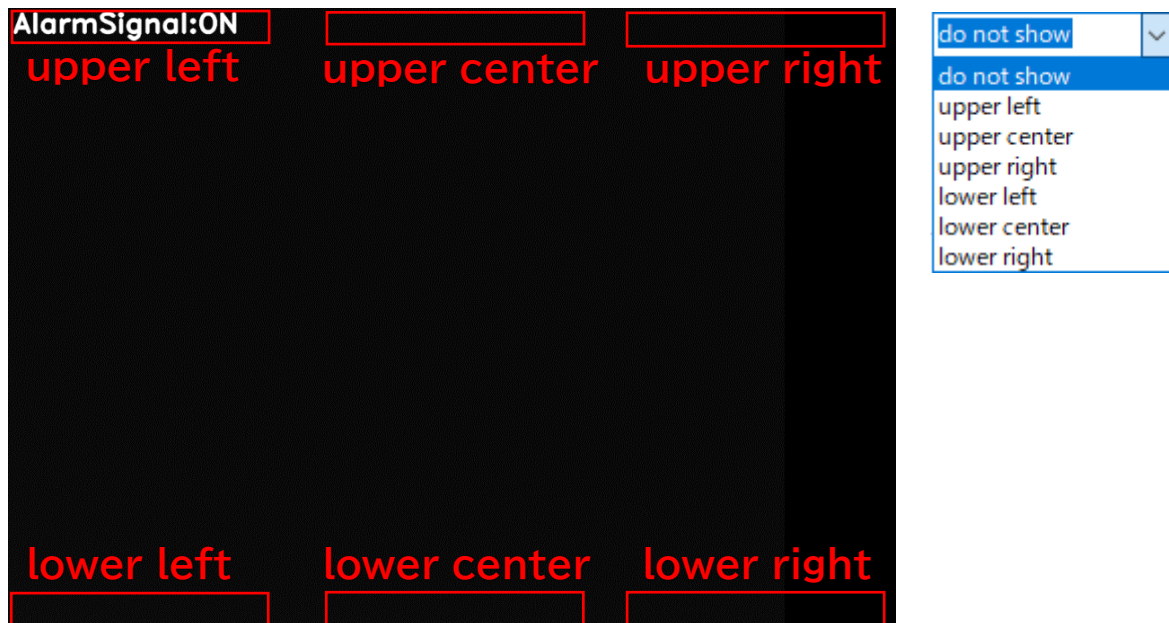 AlarmSignal:ON
upper left
upper center
upper right
lower left
lower center
lower right
do not show
do not show
upper left
upper center
upper right
lower left
lower center
lower right